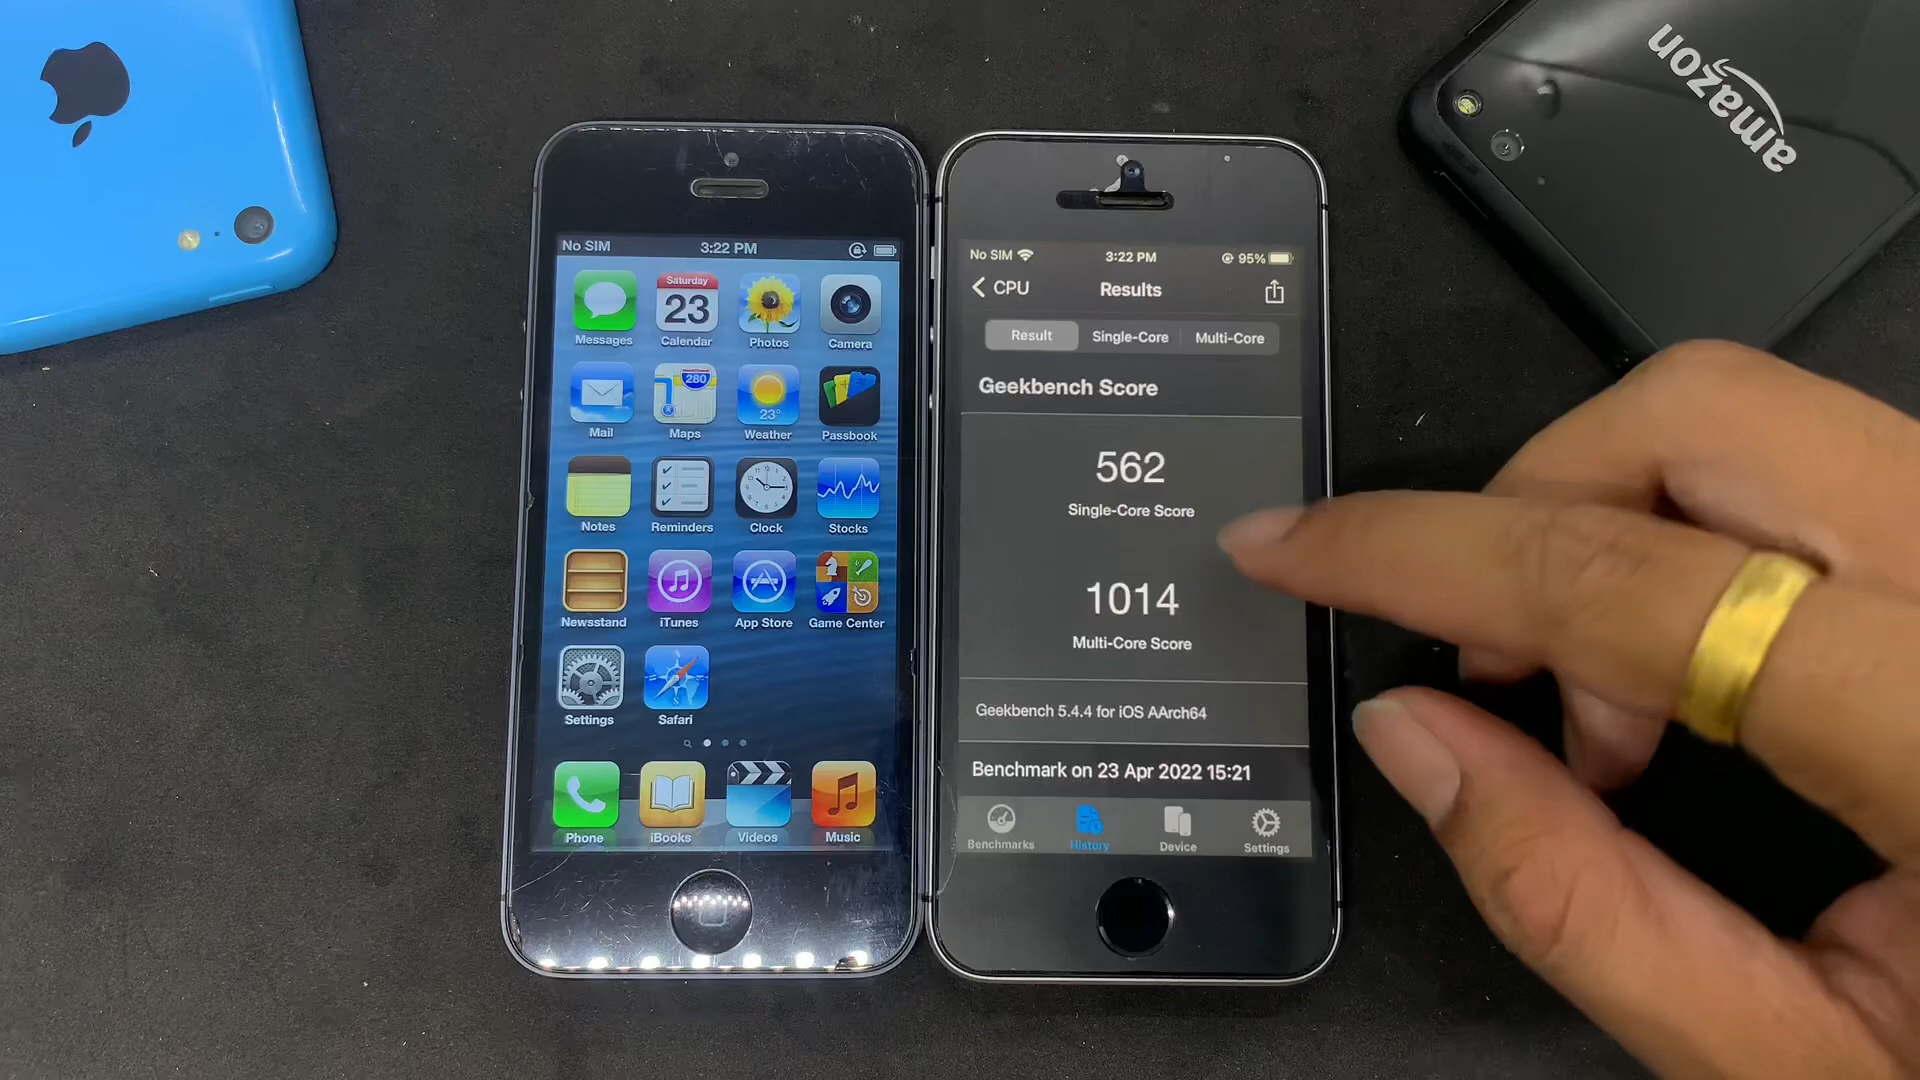 amazon
No SIM 3:22 PM
Saturday
23
Messages Calendar Photos Camera
280
23°
Mail Maps Weather Passbook
Notes Reminders Clock Stocks
Newsstand iTunes App Store Game Center
Settings Safari
Phone iBooks Videos Music
No SIM 3:22 PM 95%
CPU Results
Result Single-Core Multi-Core
Geekbench Score
562
Single-Core Score
1014
Multi-Core Score
Geekbench 5.4.4 for iOS AArch64
Benchmark on 23 Apr 2022 15:21
Benchmarks History Device Settings